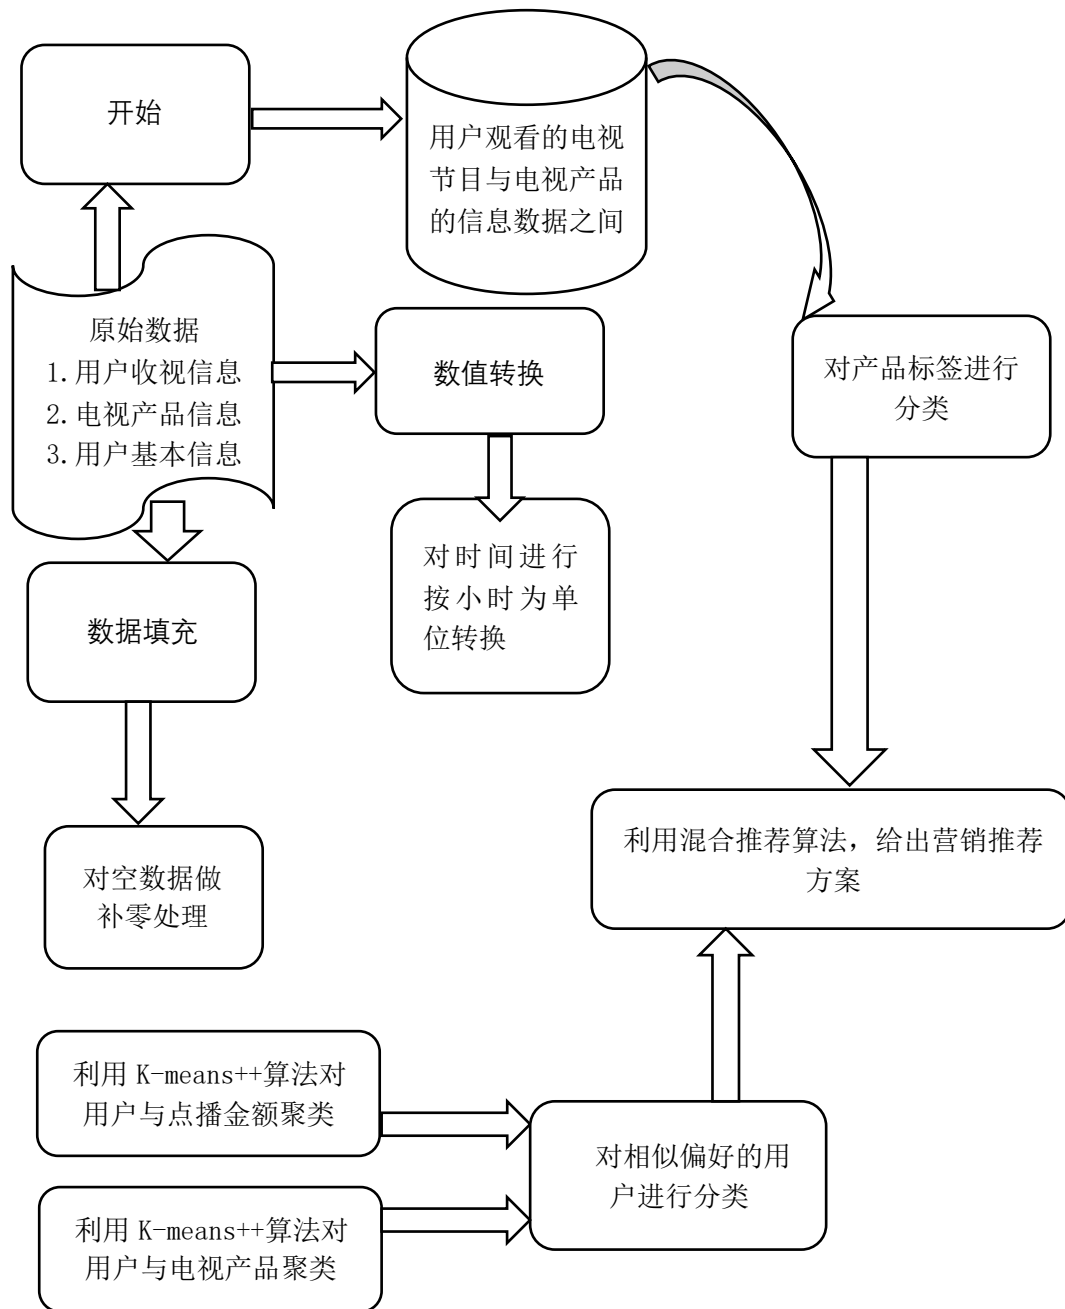 开始
用户观看的电视
节目与电视产品
的信息数据之间
原始数据
1.用户收视信息
2.电视产品信息
3.用户基本信息
数值转换
对产品标签进行
分类
对时间进行
按小时为单
位转换
数据填充
对空数据做
补零处理
利用混合推荐算法，给出营销推荐
方案
利用 K-means++算法对
用户与点播金额聚类
对相似偏好的用
户进行分类
利用 K-means++算法对
用户与电视产品聚类